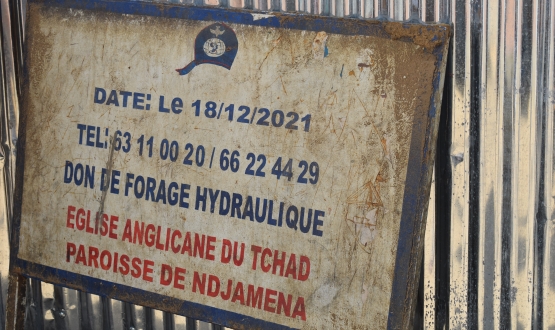 DATE: Le 18/12/2021
TEL: 63 11 00 20 / 66 22 44 29
DON DE FORAGE HYDRAULIQUE
EGLISE ANGLICANE DU TCHAD
PAROISSE DE NDJAMENA